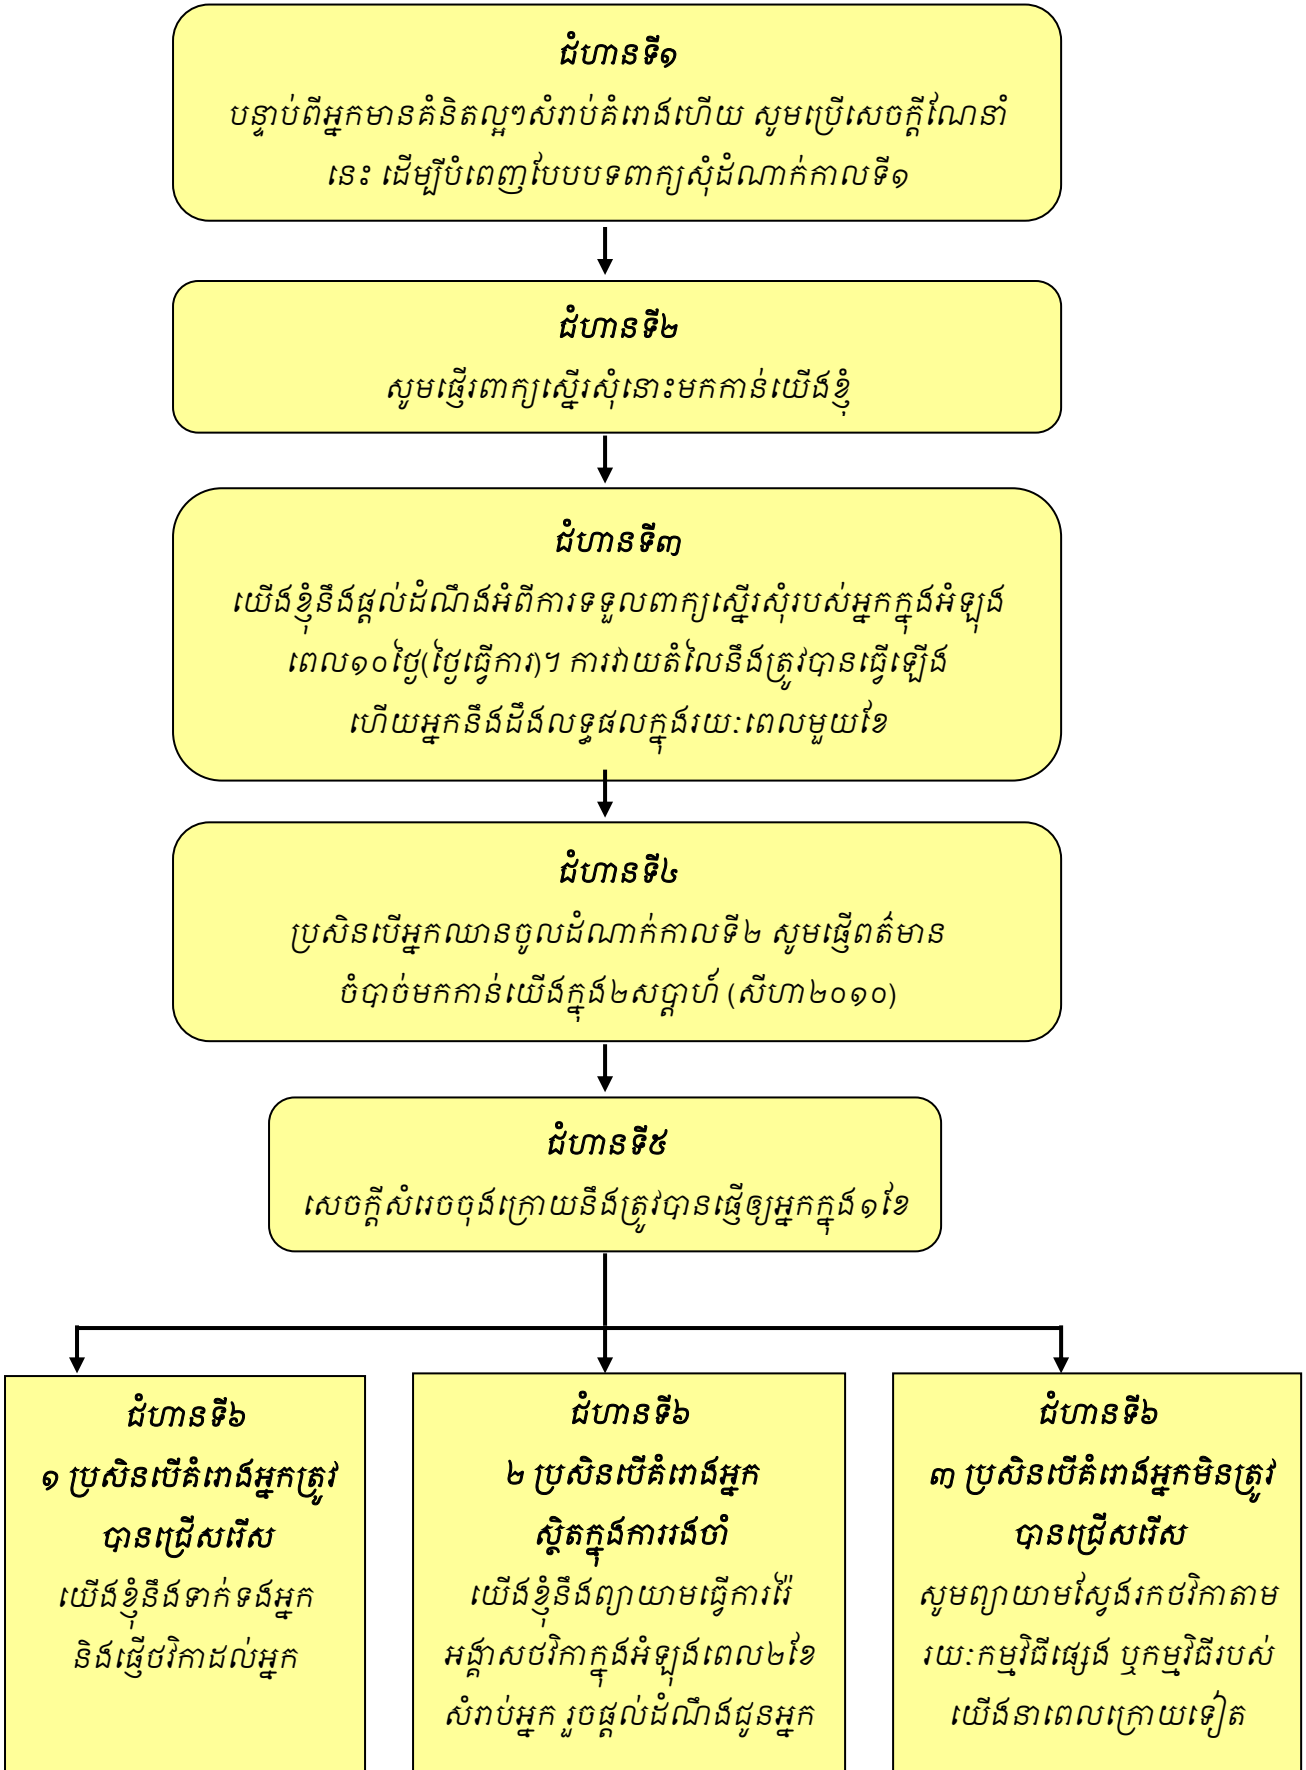 ជំហានទី១
បន្ទាប់ពីអ្នកមានគំនិតល្អៗសំរាប់គំរោងហើយ សូមប្រើសេចក្តីណែនាំ
នេះ ដើម្បីបំពេញបែបបទពាក្យសុំដំណាក់កាលទី១
ជំហានទី២
សូមផ្ញើរពាក្យស្នើរសុំនោះមកកាន់យើងខ្ញុំ
ជំហានទី៣
យើងខ្ញុំនឹងផ្តល់ដំណឹងអំពីការទទួលពាក្យស្នើរសុំរបស់អ្នកក្នុងអំឡុង
ពេល១០ថ្ងៃ(ថ្ងៃធ្វើការ)។ ការវាយតំលៃនឹងត្រូវបានធ្វើឡើង
ហើយអ្នកនឹងដឹងលទ្ធផលក្នុងរយៈពេលមួយខែ
ជំហានទី៤
ប្រសិនបើអ្នកឈានចូលដំណាក់កាលទី២ សូមផ្ញើពត៌មាន
ចំបាច់មកកាន់យើងក្នុង២សប្តាហ៍ (សីហា២០១០)
ជំហានទី៥
សេចក្តីសំរេចចុងក្រោយនឹងត្រូវបានផ្ញើឲ្យអ្នកក្នុង១ខែ
ជំហានទី៦
១ ប្រសិនបើគំរោងអ្នកត្រូវ
បានជ្រើសរើស
យើងខ្ញុំនឹងទាក់ទងអ្នក
និងផ្ញើថវិកាដល់អ្នក
ជំហានទី៦
២ ប្រសិនបើគំរោងអ្នក
ស្ថិតក្នុងការរងចាំ
យើងខ្ញុំនឹងព្យាយាមធ្វើការរ៉ៃ
អង្គាសថវិកាក្នុងអំឡុងពេល២ខែ
សំរាប់អ្នក រួចផ្តល់ដំណឹងជូនអ្នក
ជំហានទី៦
៣ ប្រសិនបើគំរោងអ្នកមិនត្រូវ
បានជ្រើសរើស
សូមព្យាយាមស្វែងរកថវិកាតាម
រយៈកម្មវិធីផ្សេង ឬកម្មវិធីរបស់
យើងនាពេលក្រោយទៀត